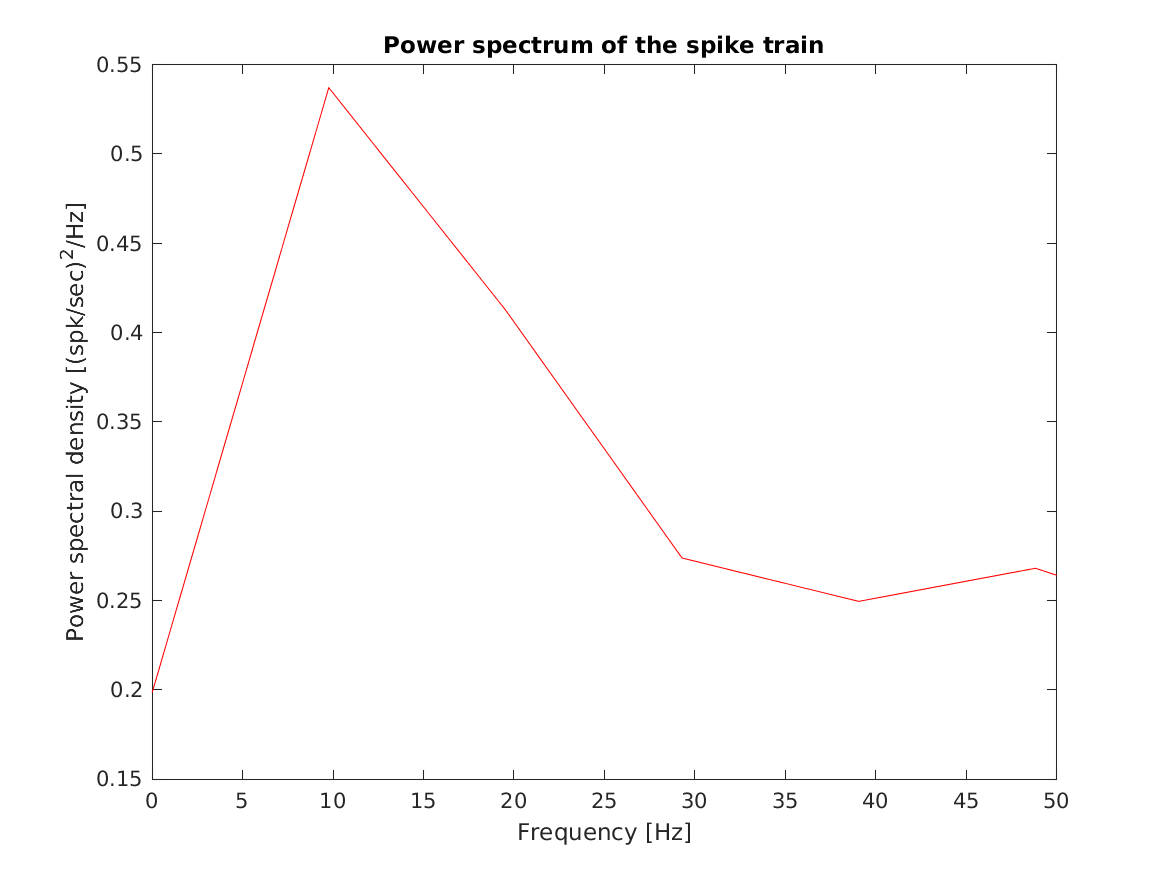 Power spectrum of the spike train
0.55
0.5
0.45
0.4
0.35
0.3
0.25
0.2
0.15
Power spectral density [(spk/sec)²/Hz]
0 5 10 15 20 25 30 35 40 45 50
Frequency [Hz]